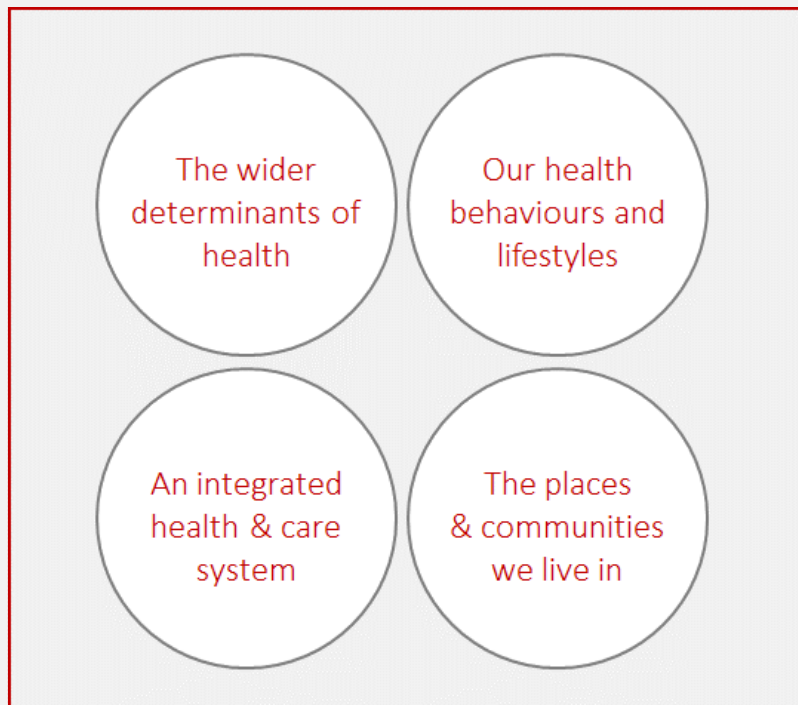 The wider
determinants of
health
Our health
behaviours and
lifestyles
An integrated
health & care
system
The places
& communities
we live in